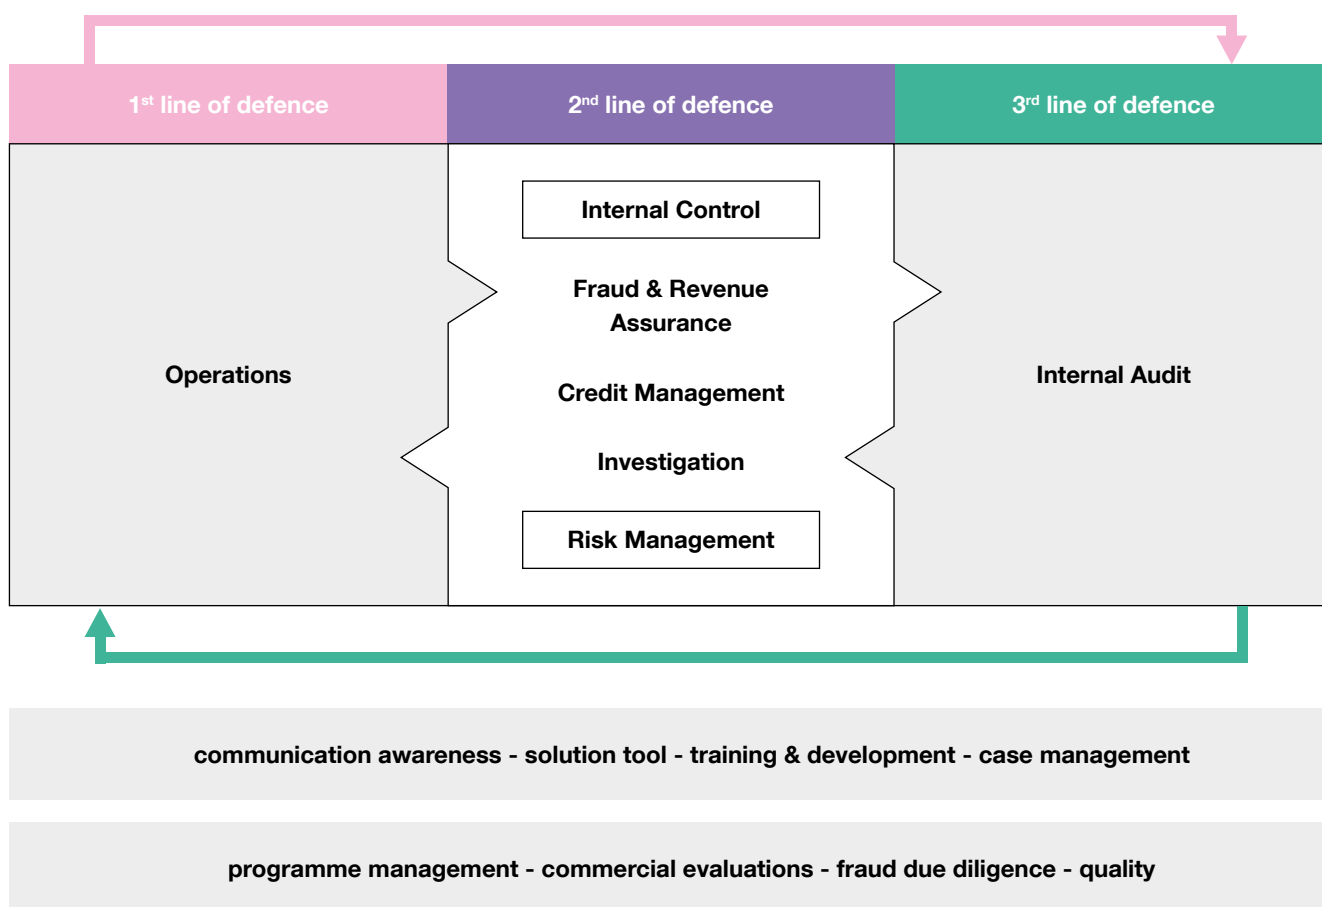 1st line of defence
2nd line of defence
3rd line of defence
Operations
Internal Control
Fraud & Revenue
Assurance
Credit Management
Investigation
Risk Management
Internal Audit
communication awareness - solution tool - training & development - case management
programme management - commercial evaluations - fraud due diligence - quality